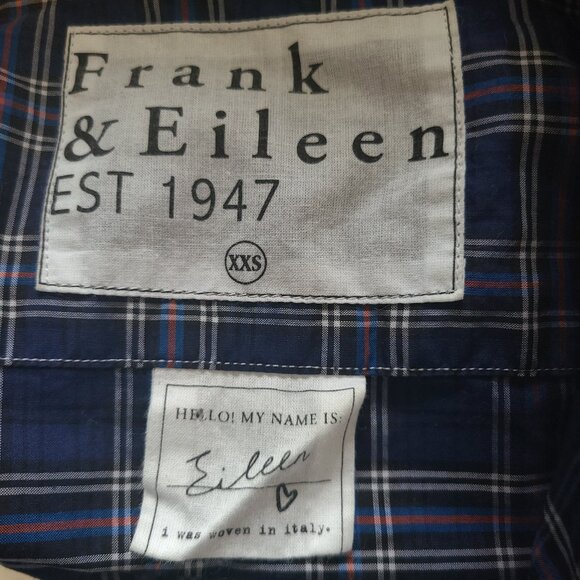 Frank
& Eileen
EST 1947
XXS
HELLO! MY NAME IS:
Eileen
i was woven in italy.